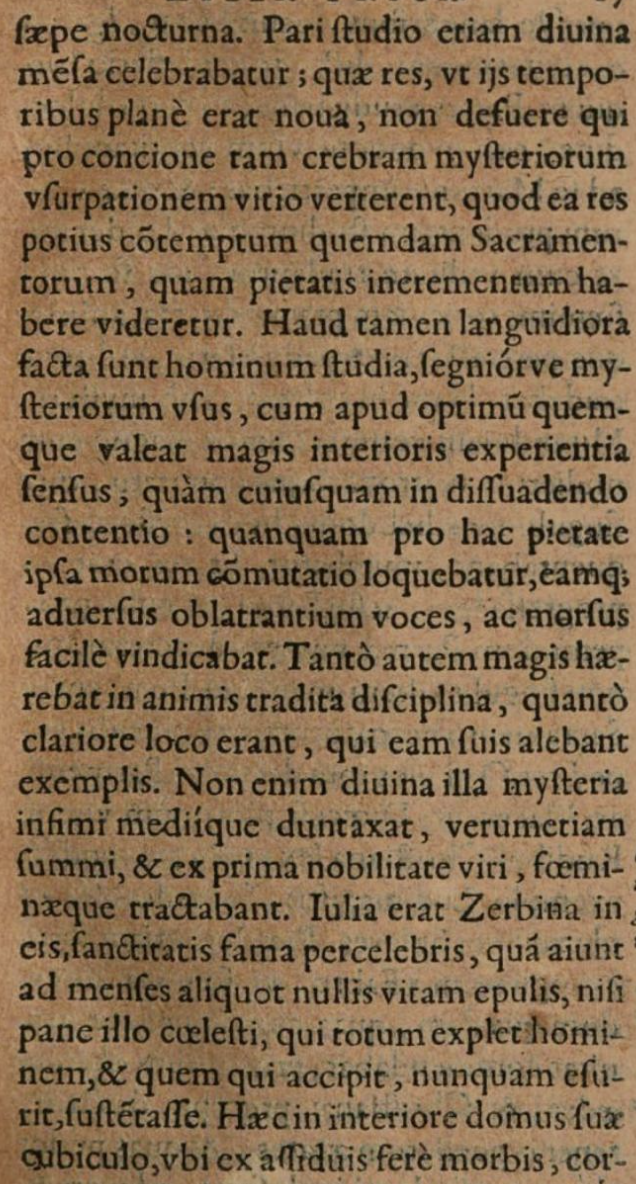 ſæpe nocturna. Pari ſtudio etiam diuina
mẽſa celebrabatur; quæ res, vt ijs tempo-
ribus planè erat nouà, non defuere qui
pro concione tam crebram myſteriorum
vſurpationem vitio verterent, quod ea res
potius cõtemptum quemdam Sacramen-
torum, quam pietatis incrementum ha-
bere videretur. Haud tamen languidiora
facta ſunt hominum ſtudia, ſegniórve my-
ſteriorum vſus, cum apud optimũ quem-
que valeat magis interioris experientia
ſenſus, quàm cuiuſquam in diſſuadendo
contentio : quanquam pro hac pietate
ipſa morum cõmutatio loquebatur, eamq;
aduerſus oblatrantium voces, ac morſus
facilè vindicabat. Tantò autem magis hæ-
rebat in animis tradita diſciplina, quantò
clariore loco erant, qui eam ſuis alebant
exemplis. Non enim diuina illa myſteria
infimi mediíque duntaxat, verumetiam
ſummi, & ex prima nobilitate viri, fœmi-
næque tractabant. Iulia erat Zerbina in
eis, ſanctitatis fama percelebris, quá aiunt
ad menſes aliquot nullis vitam epulis, niſi
pane illo cœleſti, qui totum explet homi-
nem, & quem qui accipit, nunquam eſu-
rit, ſuſtẽtaſſe. Hæc in interiore domus ſuæ
cubiculo, vbi ex aſſiduis ferè morbis, cor-